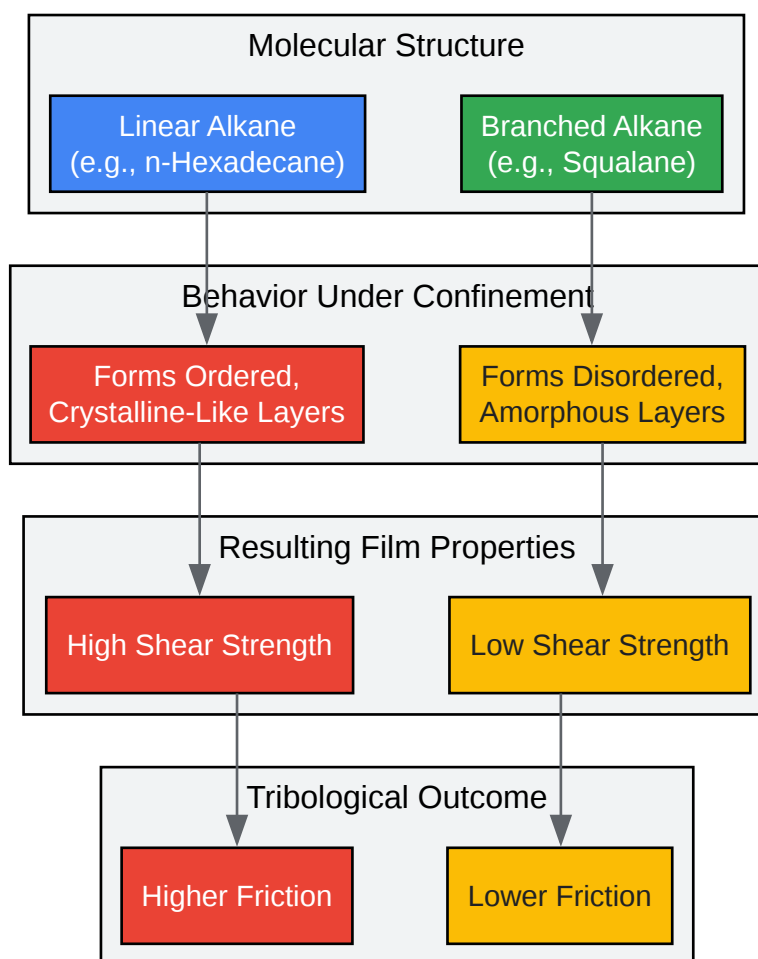 Molecular Structure
Linear Alkane
(e.g., n-Hexadecane)
Branched Alkane
(e.g., Squalane)
Behavior Under Confinement
Forms Ordered,
Crystalline-Like Layers
Forms Disordered,
Amorphous Layers
Resulting Film Properties
High Shear Strength
Low Shear Strength
Tribological Outcome
Higher Friction
Lower Friction